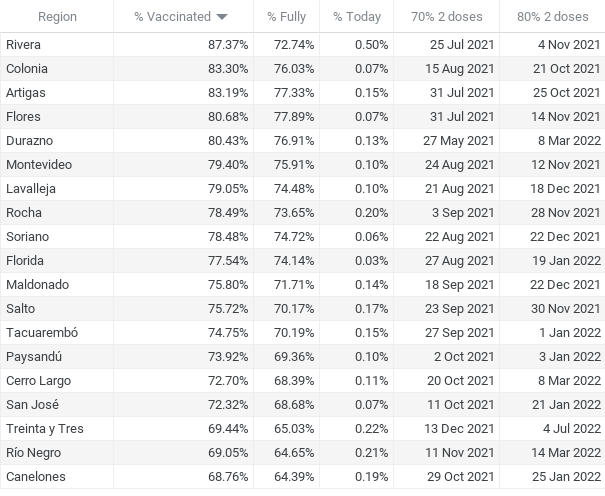 Region % Vaccinated % Fully % Today 70% 2 doses 80% 2 doses
Rivera 87.37% 72.74% 0.50% 25 Jul 2021 4 Nov 2021
Colonia 83.30% 76.03% 0.07% 15 Aug 2021 21 Oct 2021
Artigas 83.19% 77.33% 0.15% 31 Jul 2021 25 Oct 2021
Flores 80.68% 77.89% 0.07% 31 Jul 2021 14 Nov 2021
Durazno 80.43% 76.91% 0.13% 27 May 2021 8 Mar 2022
Montevideo 79.40% 75.91% 0.10% 24 Aug 2021 12 Nov 2021
Lavalleja 79.05% 74.48% 0.10% 21 Aug 2021 18 Dec 2021
Rocha 78.49% 73.65% 0.20% 3 Sep 2021 28 Nov 2021
Soriano 78.48% 74.72% 0.06% 22 Aug 2021 22 Dec 2021
Florida 77.54% 74.14% 0.03% 27 Aug 2021 19 Jan 2022
Maldonado 75.80% 71.71% 0.14% 18 Sep 2021 22 Dec 2021
Salto 75.72% 70.17% 0.17% 23 Sep 2021 30 Nov 2021
Tacuarembó 74.75% 70.19% 0.15% 27 Sep 2021 1 Jan 2022
Paysandú 73.92% 69.36% 0.10% 2 Oct 2021 3 Jan 2022
Cerro Largo 72.70% 68.39% 0.11% 20 Oct 2021 8 Mar 2022
San José 72.32% 68.68% 0.07% 11 Oct 2021 21 Jan 2022
Treinta y Tres 69.44% 65.03% 0.22% 13 Dec 2021 4 Jul 2022
Río Negro 69.05% 64.65% 0.21% 11 Nov 2021 14 Mar 2022
Canelones 68.76% 64.39% 0.19% 29 Oct 2021 25 Jan 2022